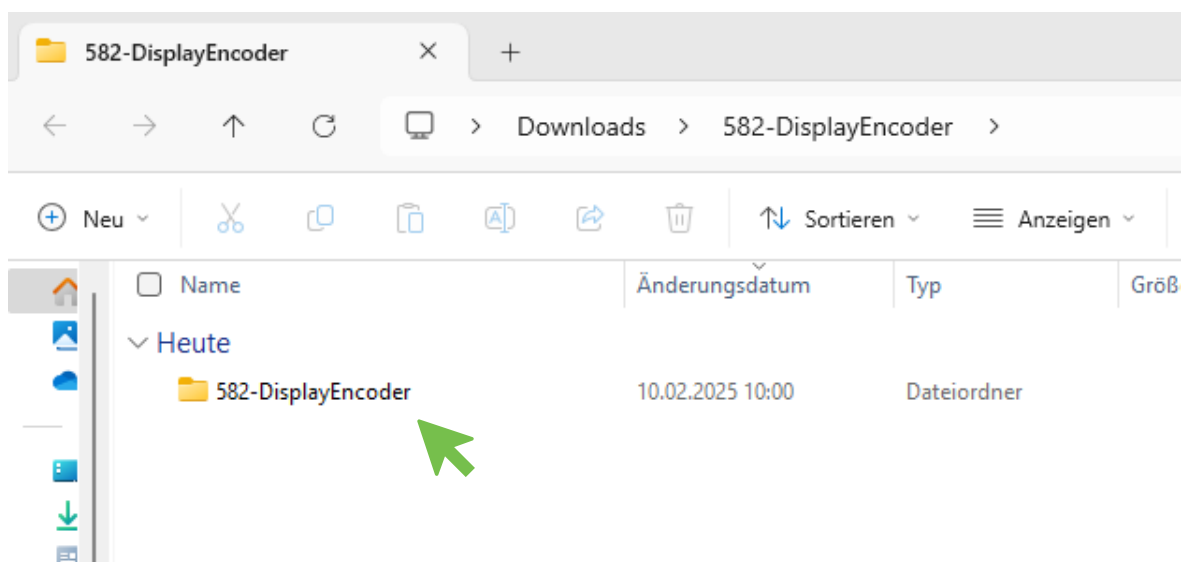 582-DisplayEncoder
Downloads 582-DisplayEncoder
Neu Sortieren Anzeigen
Name Änderungsdatum Typ Größ
Heute
582-DisplayEncoder 10.02.2025 10:00 Dateiordner